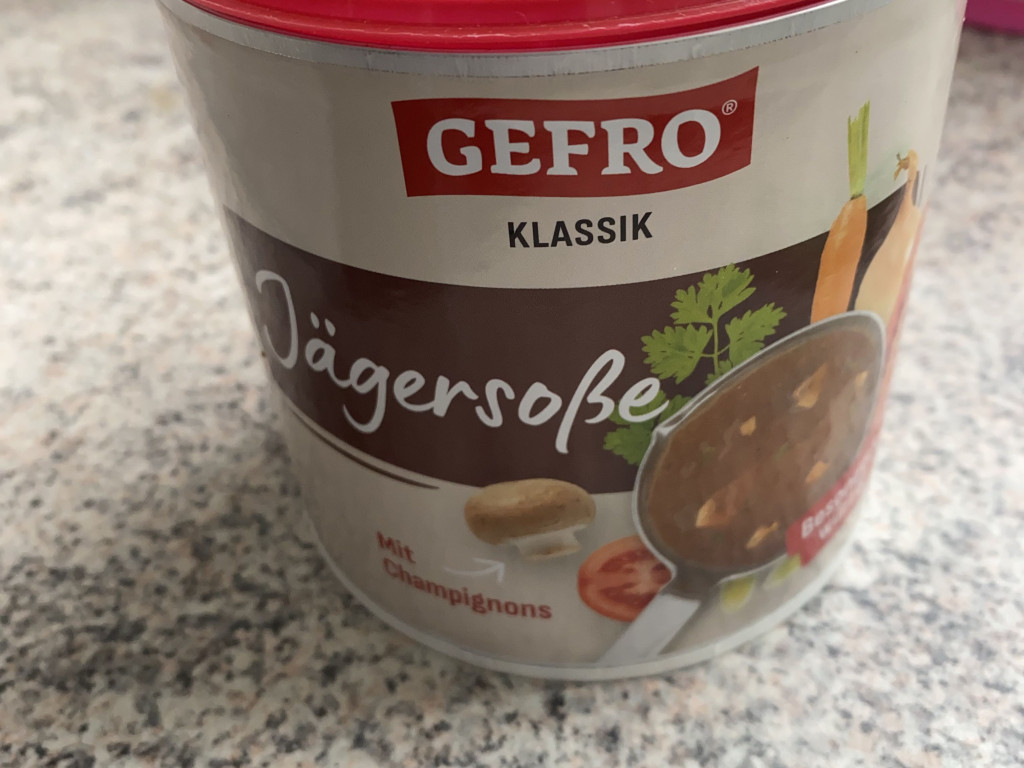 GEFRO®
KLASSIK
Jägersoße
Mit
Champignons